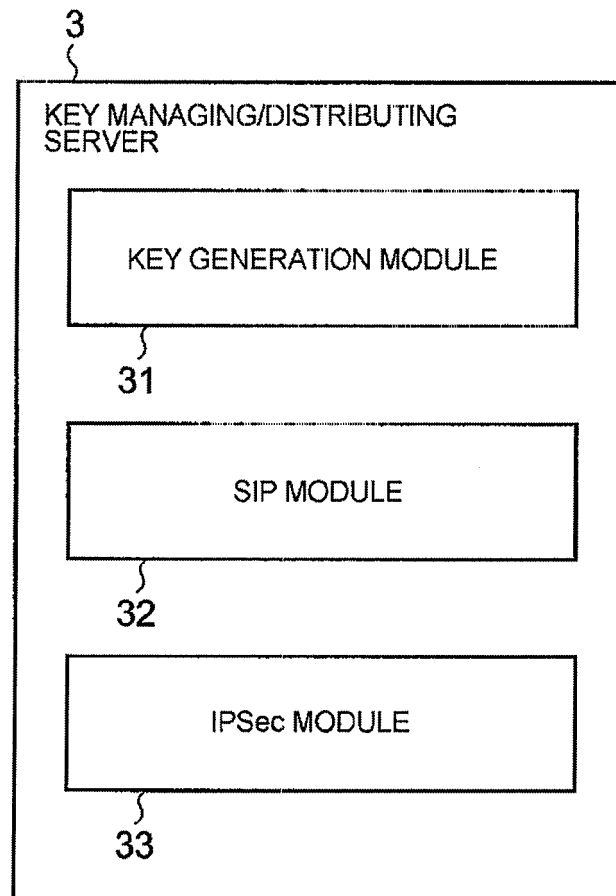 3
KEY MANAGING/DISTRIBUTING
SERVER
KEY GENERATION MODULE
31
SIP MODULE
32
IPSec MODULE
33